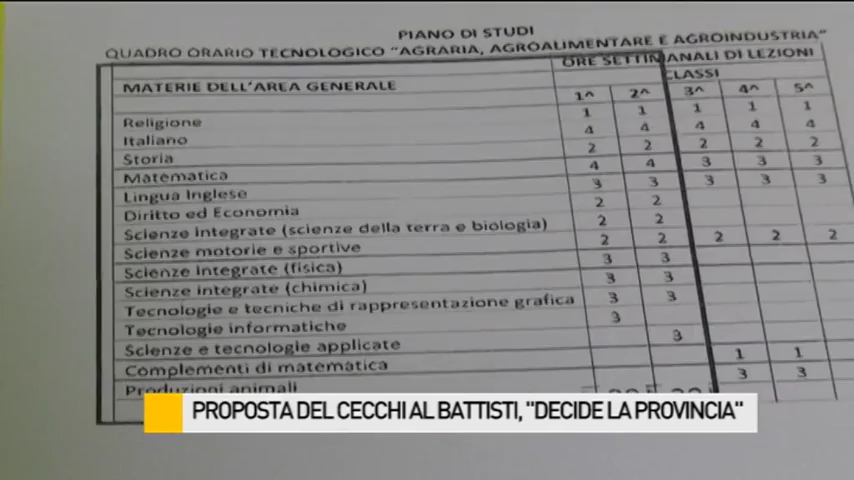 PIANO DI STUDI
QUADRO ORARIO TECNOLOGICO "AGRARIA, AGROALIMENTARE E AGROINDUSTRIA"
ORE SETTIMANALI DI LEZIONI
MATERIE DELL'AREA GENERALE
CLASSI
1^ 2^ 3^ 4^ 5^
Religione 1 1 1 1 1
Italiano 4 4 4 4 4
Storia 2 2 2 2 2
Matematica 4 4 3 3 3
Lingua Inglese 3 3 3 3 3
Diritto ed Economia 2 2
Scienze integrate (scienze della terra e biologia) 2 2
Scienze motorie e sportive 2 2 2 2 2
Scienze integrate (fisica) 3 3
Scienze integrate (chimica) 3 3
Tecnologie e tecniche di rappresentazione grafica 3 3
Tecnologie informatiche 3
Scienze e tecnologie applicate 3
Complementi di matematica 1 1
Produzioni animali 3 3
PROPOSTA DEL CECCHI AL BATTISTI, "DECIDE LA PROVINCIA"